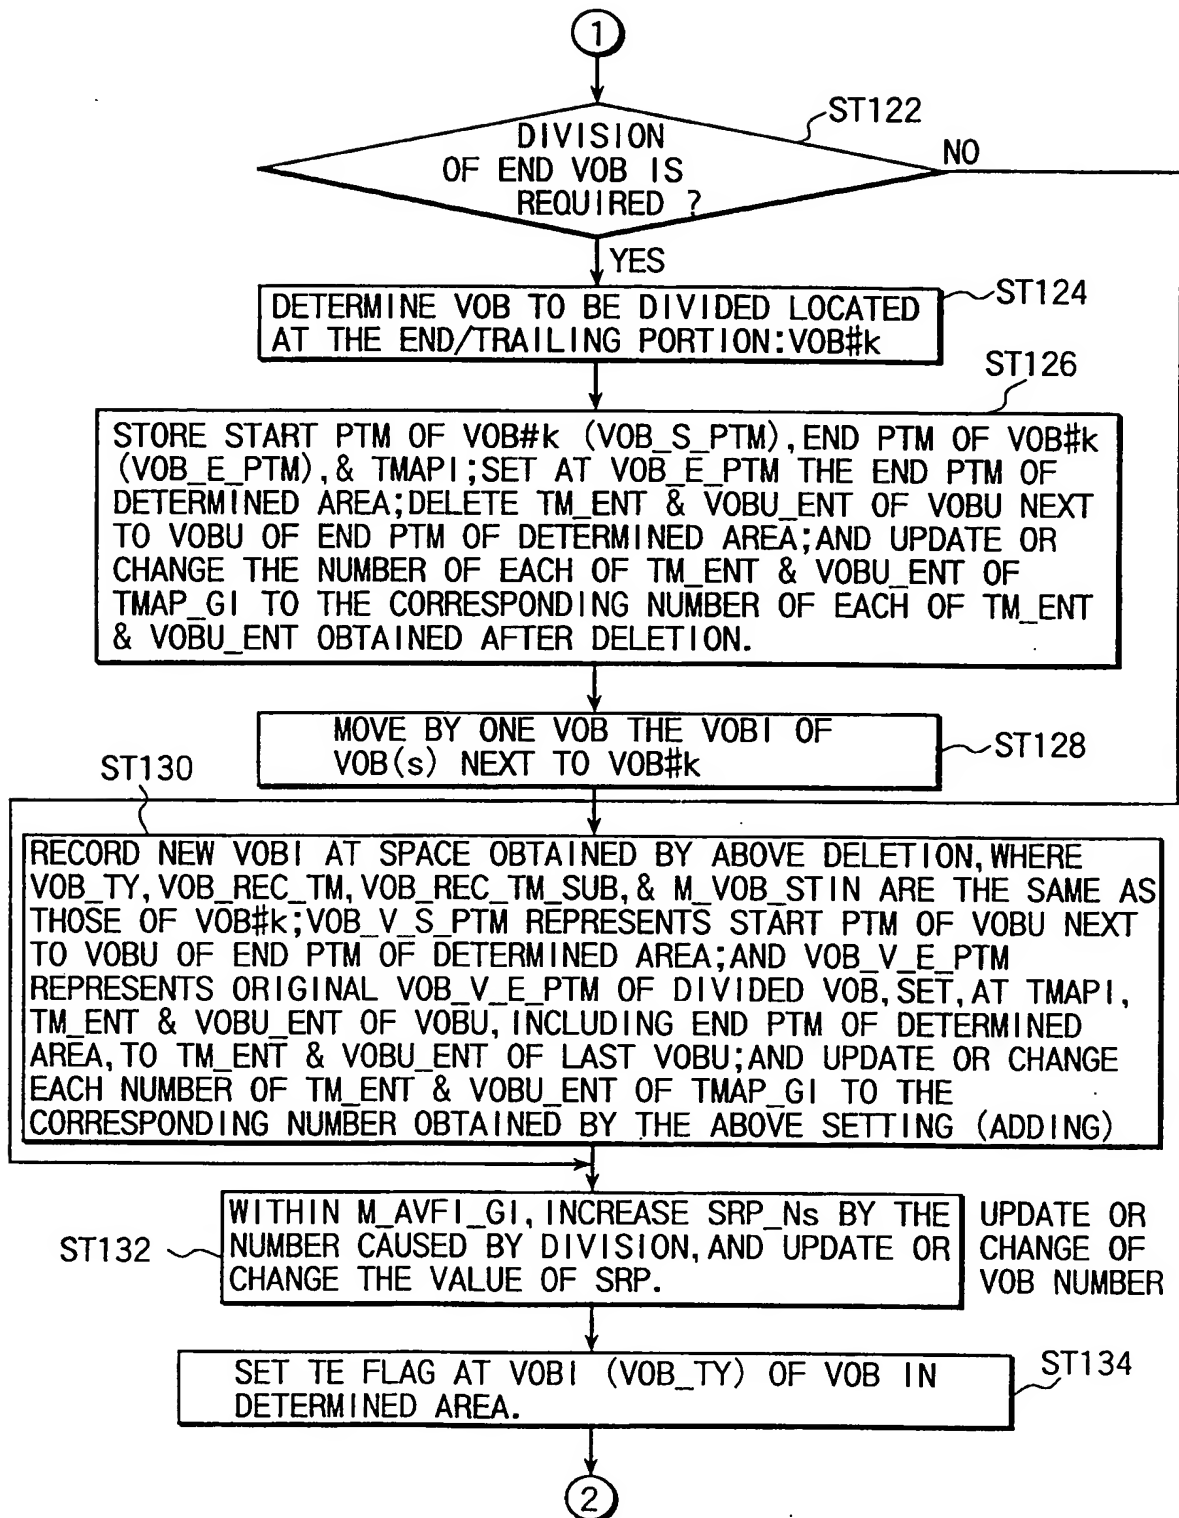 1
ST122
DIVISION
OF END VOB IS
REQUIRED ?
NO
YES
DETERMINE VOB TO BE DIVIDED LOCATED
AT THE END/TRAILING PORTION:VOB#k
ST124
ST126
STORE START PTM OF VOB#k (VOB_S_PTM),END PTM OF VOB#k
(VOB_E_PTM),& TMAPI;SET AT VOB_E_PTM THE END PTM OF
DETERMINED AREA;DELETE TM_ENT & VOBU_ENT OF VOBU NEXT
TO VOBU OF END PTM OF DETERMINED AREA;AND UPDATE OR
CHANGE THE NUMBER OF EACH OF TM_ENT & VOBU_ENT OF
TMAP_GI TO THE CORRESPONDING NUMBER OF EACH OF TM_ENT
& VOBU_ENT OBTAINED AFTER DELETION.
MOVE BY ONE VOB THE VOBI OF
VOB(s) NEXT TO VOB#k
ST128
ST130
RECORD NEW VOBI AT SPACE OBTAINED BY ABOVE DELETION,WHERE
VOB_TY,VOB_REC_TM,VOB_REC_TM_SUB,& M_VOB_STIN ARE THE SAME AS
THOSE OF VOB#k;VOB_V_S_PTM REPRESENTS START PTM OF VOBU NEXT
TO VOBU OF END PTM OF DETERMINED AREA;AND VOB_V_E_PTM
REPRESENTS ORIGINAL VOB_V_E_PTM OF DIVIDED VOB,SET,AT TMAPI,
TM_ENT & VOBU_ENT OF VOBU,INCLUDING END PTM OF DETERMINED
AREA,TO TM_ENT & VOBU_ENT OF LAST VOBU;AND UPDATE OR CHANGE
EACH NUMBER OF TM_ENT & VOBU_ENT OF TMAP_GI TO THE
CORRESPONDING NUMBER OBTAINED BY THE ABOVE SETTING (ADDING)
ST132
WITHIN M_AVFI_GI,INCREASE SRP_Ns BY THE
NUMBER CAUSED BY DIVISION,AND UPDATE OR
CHANGE THE VALUE OF SRP.
UPDATE OR
CHANGE OF
VOB NUMBER
SET TE FLAG AT VOBI (VOB_TY) OF VOB IN
DETERMINED AREA.
ST134
2